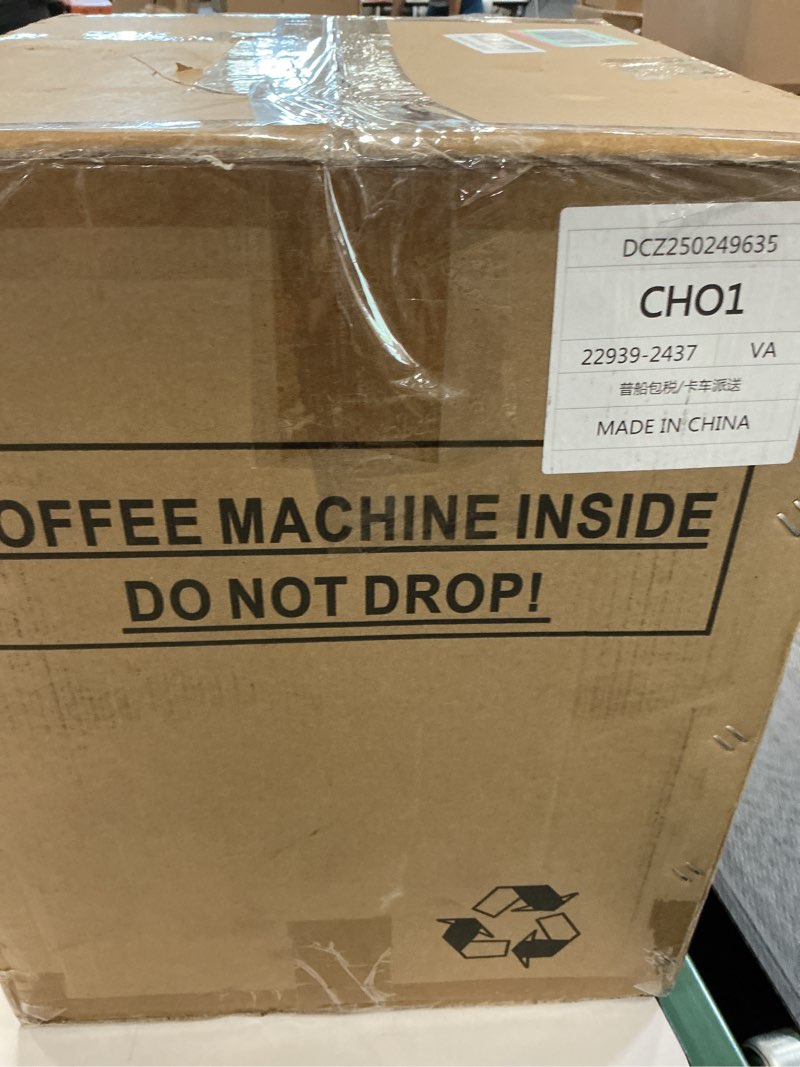 DCZ250249635
CHO1
22939-2437 VA
普船包税/卡车派送
MADE IN CHINA
OFFEE MACHINE INSIDE
DO NOT DROP!